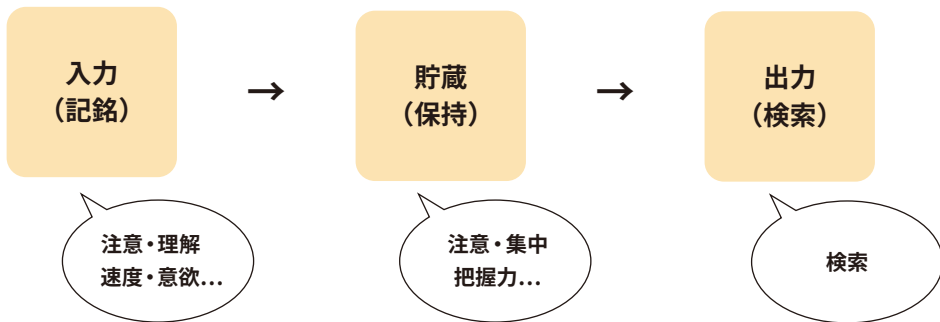 入力
（記銘）
→
貯蔵
（保持）
→
出力
（検索）
注意・理解
速度・意欲…
注意・集中
把握力…
検索